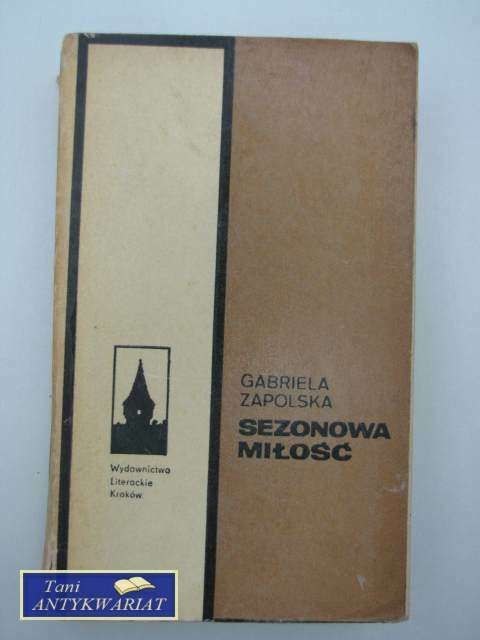 GABRIELA
ZAPOLSKA
SEZONOWA
MIŁOŚĆ
Wydawnictwo
Literackie
Kraków
Tani
ANTYKWARIAT